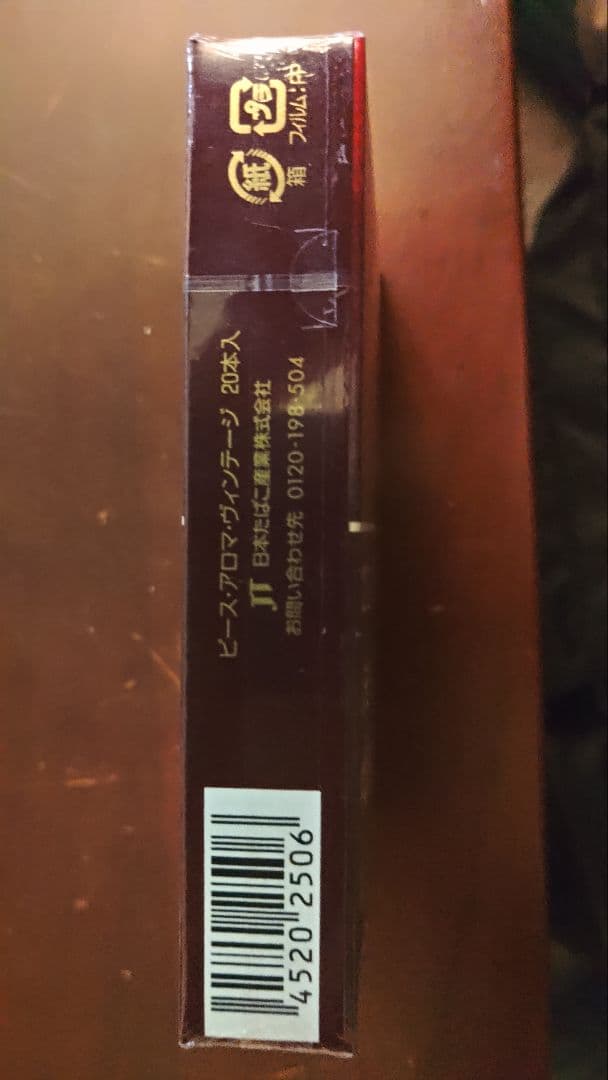 ピース・アロマ・ヴィンテージ 20本入
JT 日本たばこ産業株式会社
お問い合わせ先 0120-198-504
紙
箱
プラ
フィルム:中
4520 2506